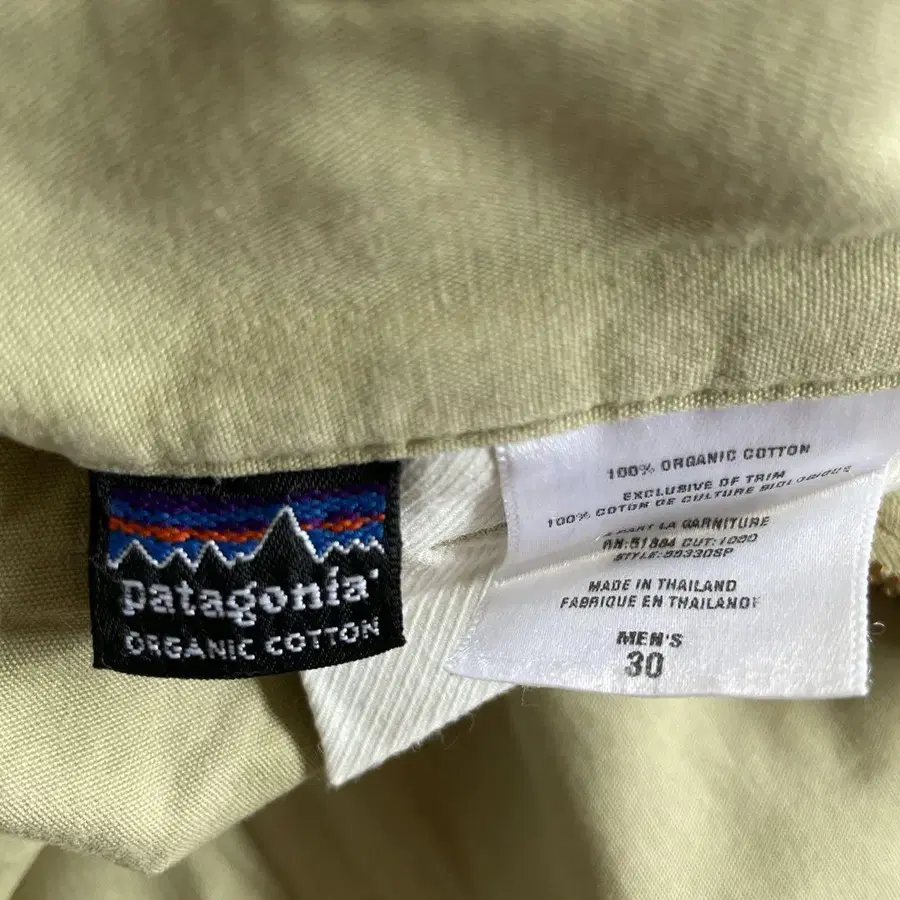 patagonia
ORGANIC COTTON
100% ORGANIC COTTON
EXCLUSIVE OF TRIM
100% COTON DE CULTURE BIOLOGIQUE
PART LA GARNITURE
RN:51884 CUT:1000
MADE IN THAILAND
FABRIQUE EN THAILANDE
MEN'S
30